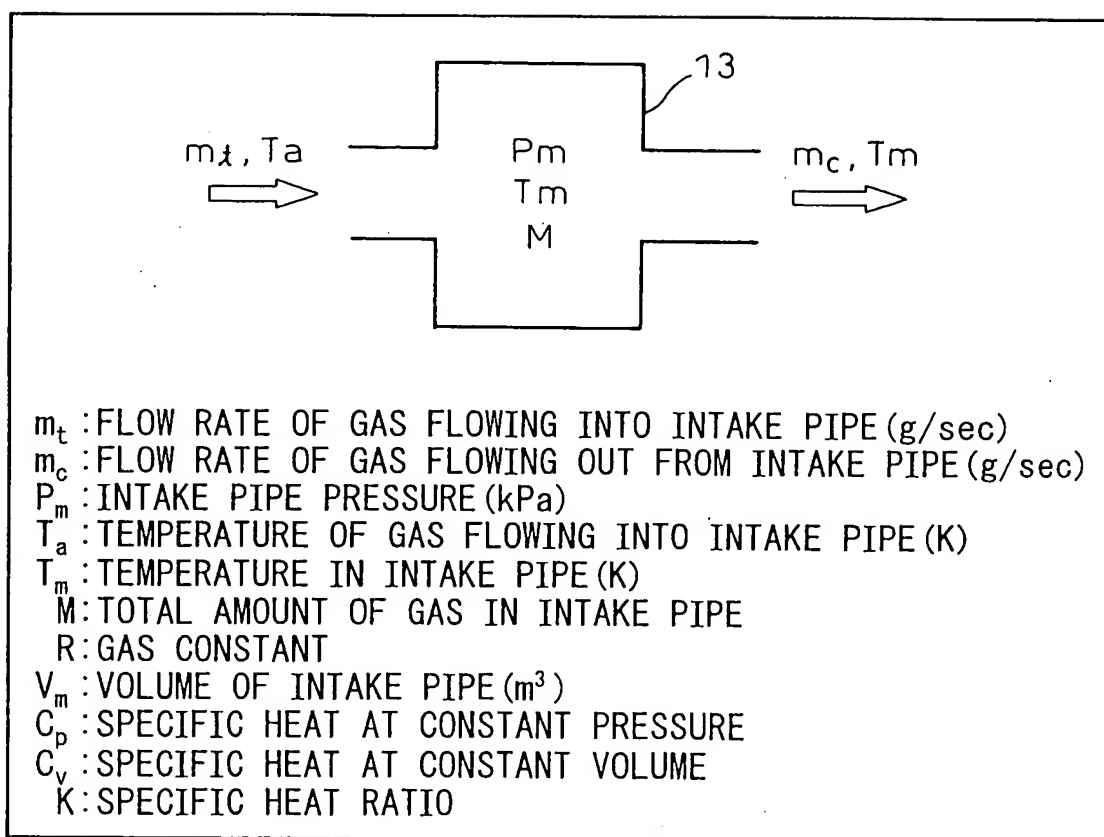 13
mt, Ta
Pm
Tm
M
mc, Tm
mt:FLOW RATE OF GAS FLOWING INTO INTAKE PIPE(g/sec)
mc:FLOW RATE OF GAS FLOWING OUT FROM INTAKE PIPE(g/sec)
Pm:INTAKE PIPE PRESSURE(kPa)
Ta:TEMPERATURE OF GAS FLOWING INTO INTAKE PIPE(K)
Tm:TEMPERATURE IN INTAKE PIPE(K)
M:TOTAL AMOUNT OF GAS IN INTAKE PIPE
R:GAS CONSTANT
Vm:VOLUME OF INTAKE PIPE(m³)
Cp:SPECIFIC HEAT AT CONSTANT PRESSURE
Cv:SPECIFIC HEAT AT CONSTANT VOLUME
K:SPECIFIC HEAT RATIO